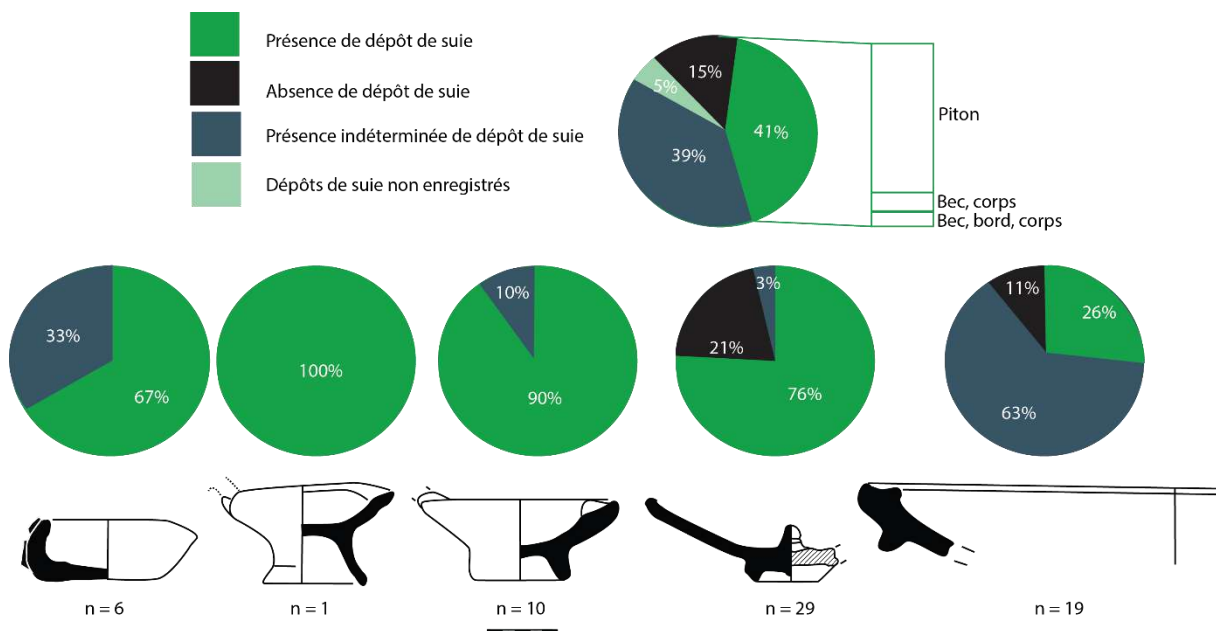 Présence de dépôt de suie
Absence de dépôt de suie
Présence indéterminée de dépôt de suie
Dépôts de suie non enregistrés
15%
5%
41%
39%
Piton
Bec, corps
Bec, bord, corps
33%
67%
100%
10%
90%
3%
21%
76%
11%
26%
63%
n = 6
n = 1
n = 10
n = 29
n = 19